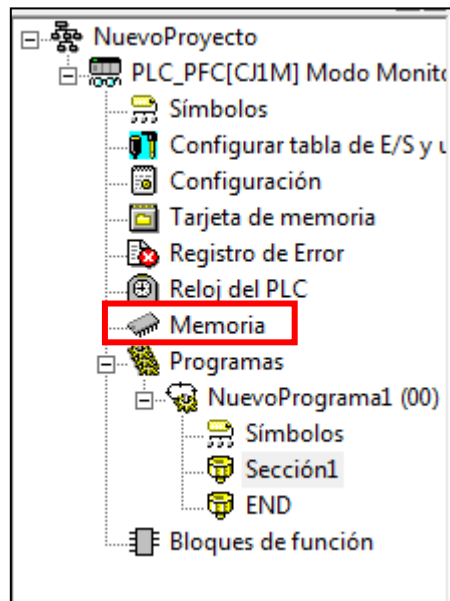 NuevoProyecto
PLC_PFC[CJ1M] Modo Monito
Símbolos
Configurar tabla de E/S y u
Configuración
Tarjeta de memoria
Registro de Error
Reloj del PLC
Memoria
Programas
NuevoPrograma1 (00)
Símbolos
Sección1
END
Bloques de función